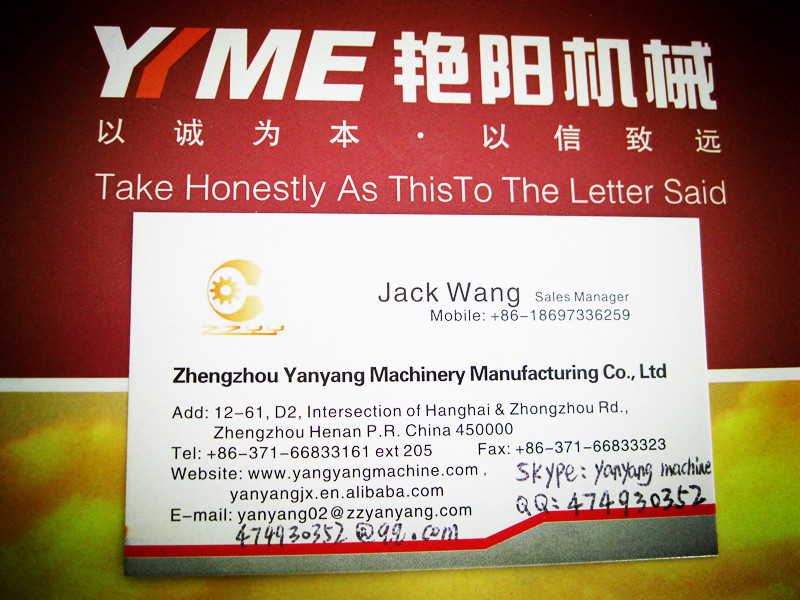 YYME 艳阳机械
以诚为本·以信致远
Take Honestly As ThisTo The Letter Said
ZZYY
Jack Wang Sales Manager
Mobile: +86-18697336259
Zhengzhou Yanyang Machinery Manufacturing Co., Ltd
Add: 12-61, D2, Intersection of Hanghai & Zhongzhou Rd.,
Zhengzhou Henan P.R. China 450000
Tel: +86-371-66833161 ext 205 Fax: +86-371-66833323
Website: www.yangyangmachine.com ,
yanyangjx.en.alibaba.com
Skype: yanyang machine
E-mail: yanyang02@zzyanyang.com
QQ: 474930352
474930352@qq.com